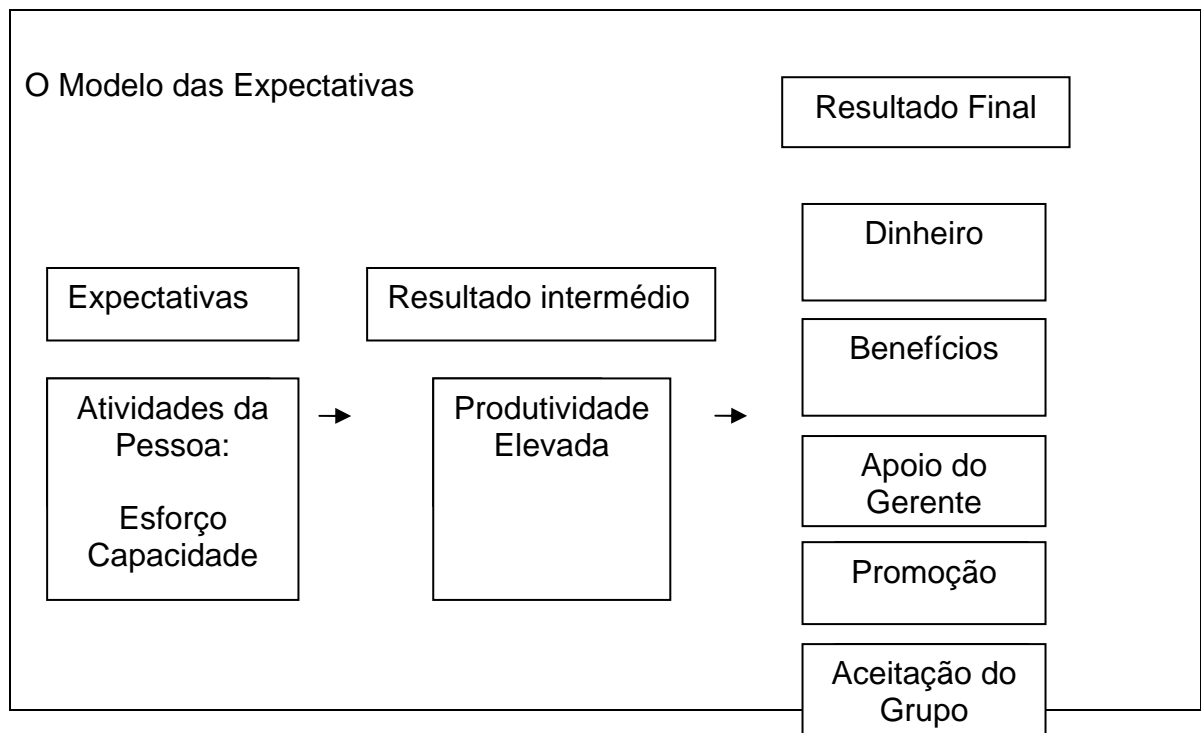 O Modelo das Expectativas
Resultado Final
Expectativas
Atividades da
Pessoa:
Esforço
Capacidade
Resultado intermédio
Produtividade
Elevada
Dinheiro
Benefícios
Apoio do
Gerente
Promoção
Aceitação do
Grupo